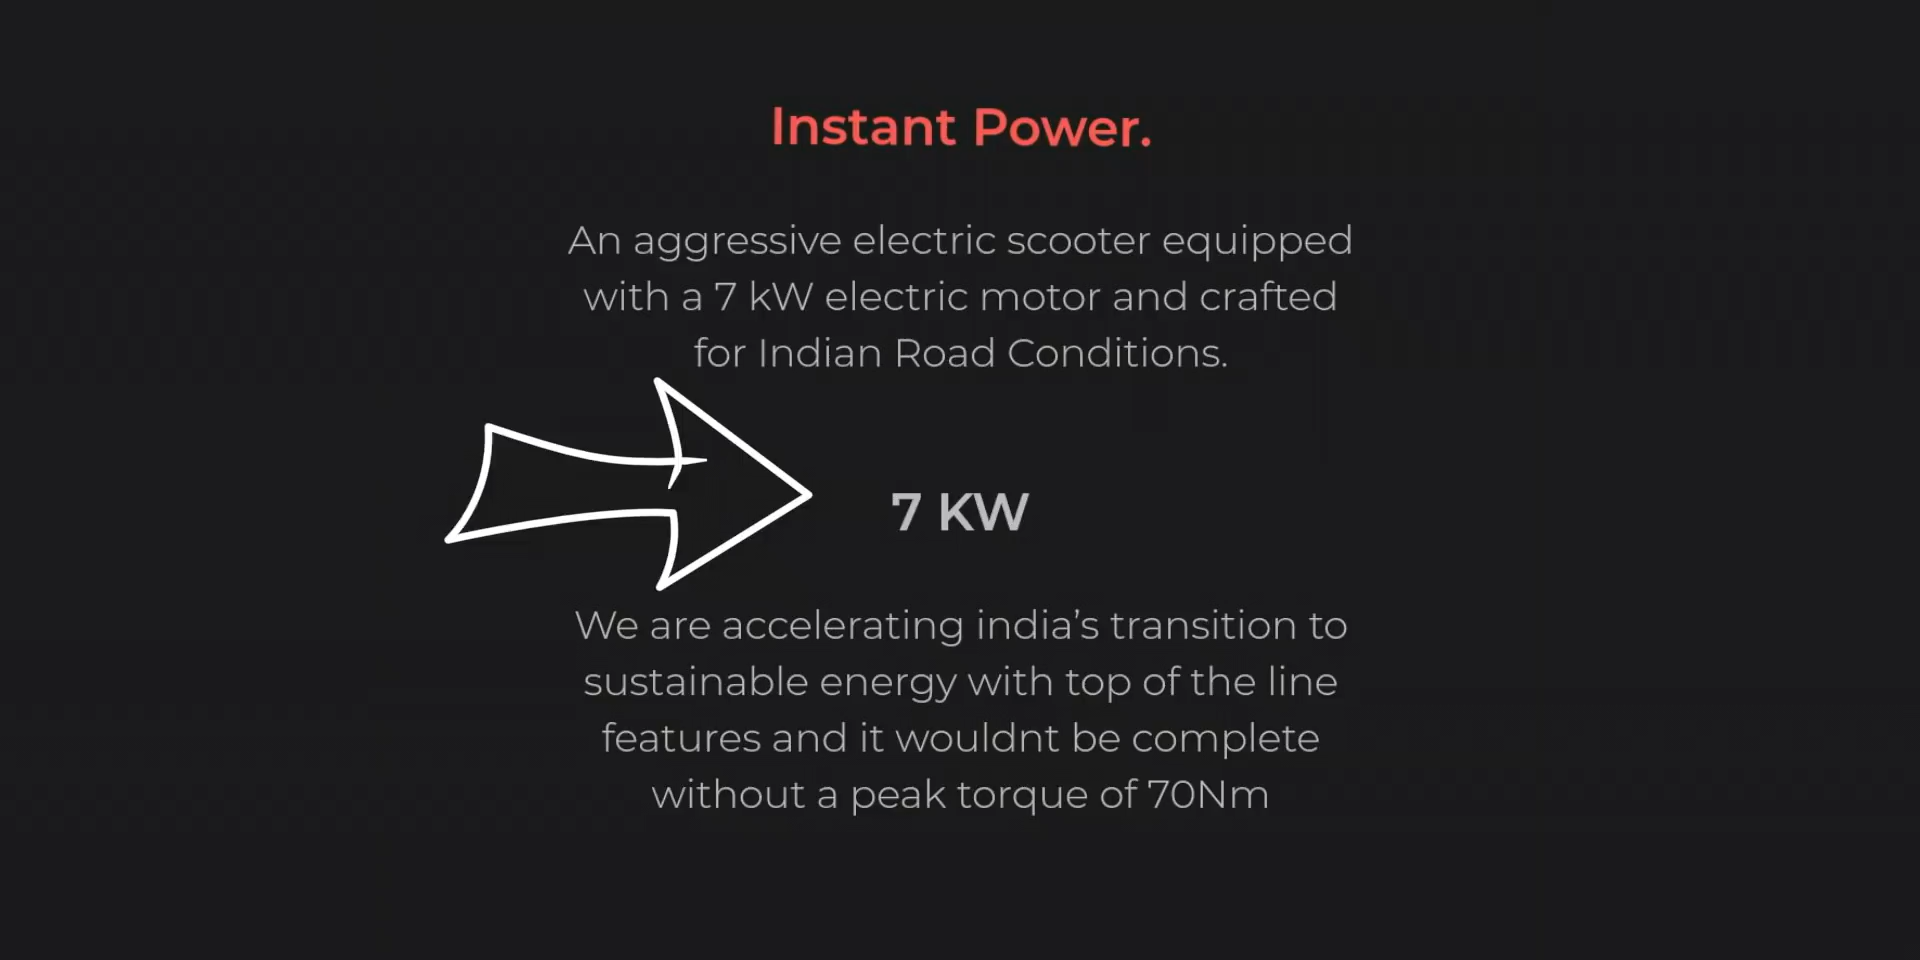 Instant Power.
An aggressive electric scooter equipped
with a 7 kW electric motor and crafted
for Indian Road Conditions.
7 KW
We are accelerating india’s transition to
sustainable energy with top of the line
features and it wouldnt be complete
without a peak torque of 70Nm